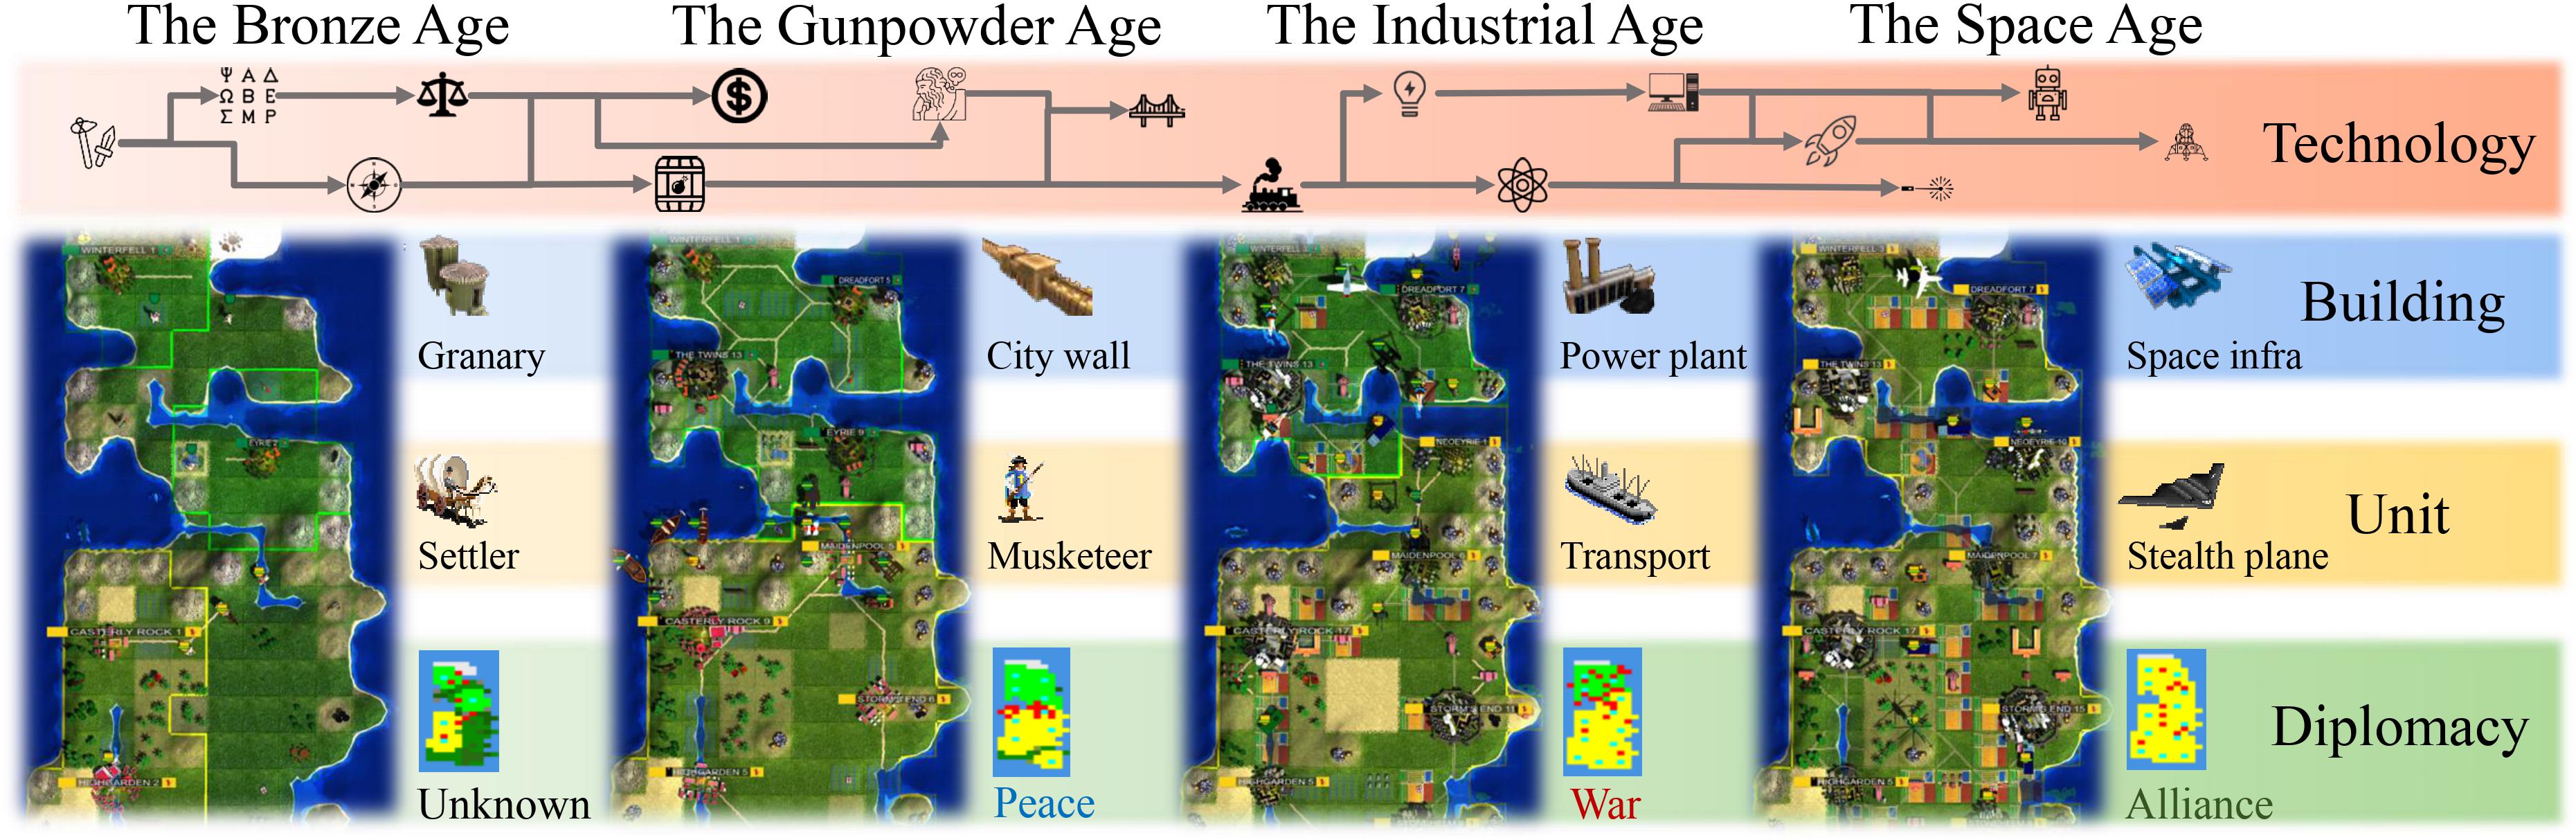 The Bronze Age
The Gunpowder Age
The Industrial Age
The Space Age
Ψ Α Δ
Ω Β Ε
Σ Μ Ρ
$
Technology
WINTERFELL 1
EYRIE 2
CASTERLY ROCK 1
HIGHGARDEN 2
Granary
Settler
Unknown
WINTERFELL 1
DREADFORT 5
THE TWINS 13
EYRIE 9
MAIDENPOOL 5
CASTERLY ROCK 9
STORM'S END 6
HIGHGARDEN 5
City wall
Musketeer
Peace
WINTERFELL
DREADFORT 7
THE TWINS 13
NEOEYRIE 1
MAIDENPOOL 6
CASTERLY ROCK 17
STORM'S END 11
HIGHGARDEN 5
Power plant
Transport
War
WINTERFELL 3
DREADFORT 7
THE TWINS 13
NEOEYRIE 10
MAIDENPOOL 7
CASTERLY ROCK 17
STORM'S END 15
HIGHGARDEN 5
Space infra
Stealth plane
Alliance
Building
Unit
Diplomacy